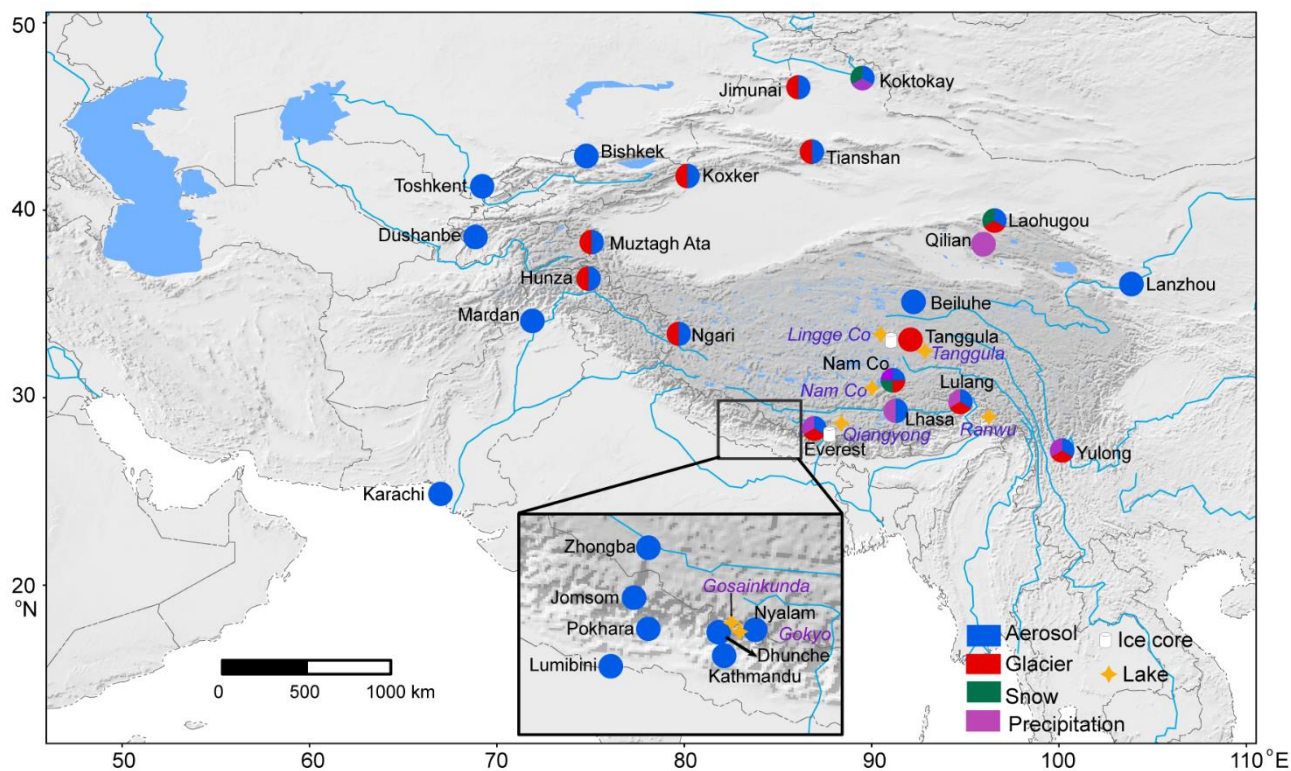 50
Koktokay
Jimunai
Bishkek
Tianshan
Toshkent
Koxker
40
Laohugou
Dushanbe
Qilian
Muztagh Ata
Hunza
Lanzhou
Beiluhe
Mardan
Ngari
Lingge Co
Tanggula
Tanggula
Nam Co
Lulang
Nam Co
30
Lhasa
Ranwu
Qiangyong
Everest
Yulong
Karachi
Zhongba
20
°N
Gosainkunda
Jomsom
Nyalam
Pokhara
Gokyo
Dhunche
Lumibini
Kathmandu
Aerosol
Ice core
Glacier
Lake
Snow
Precipitation
0 500 1000 km
50 60 70 80 90 100 110 °E